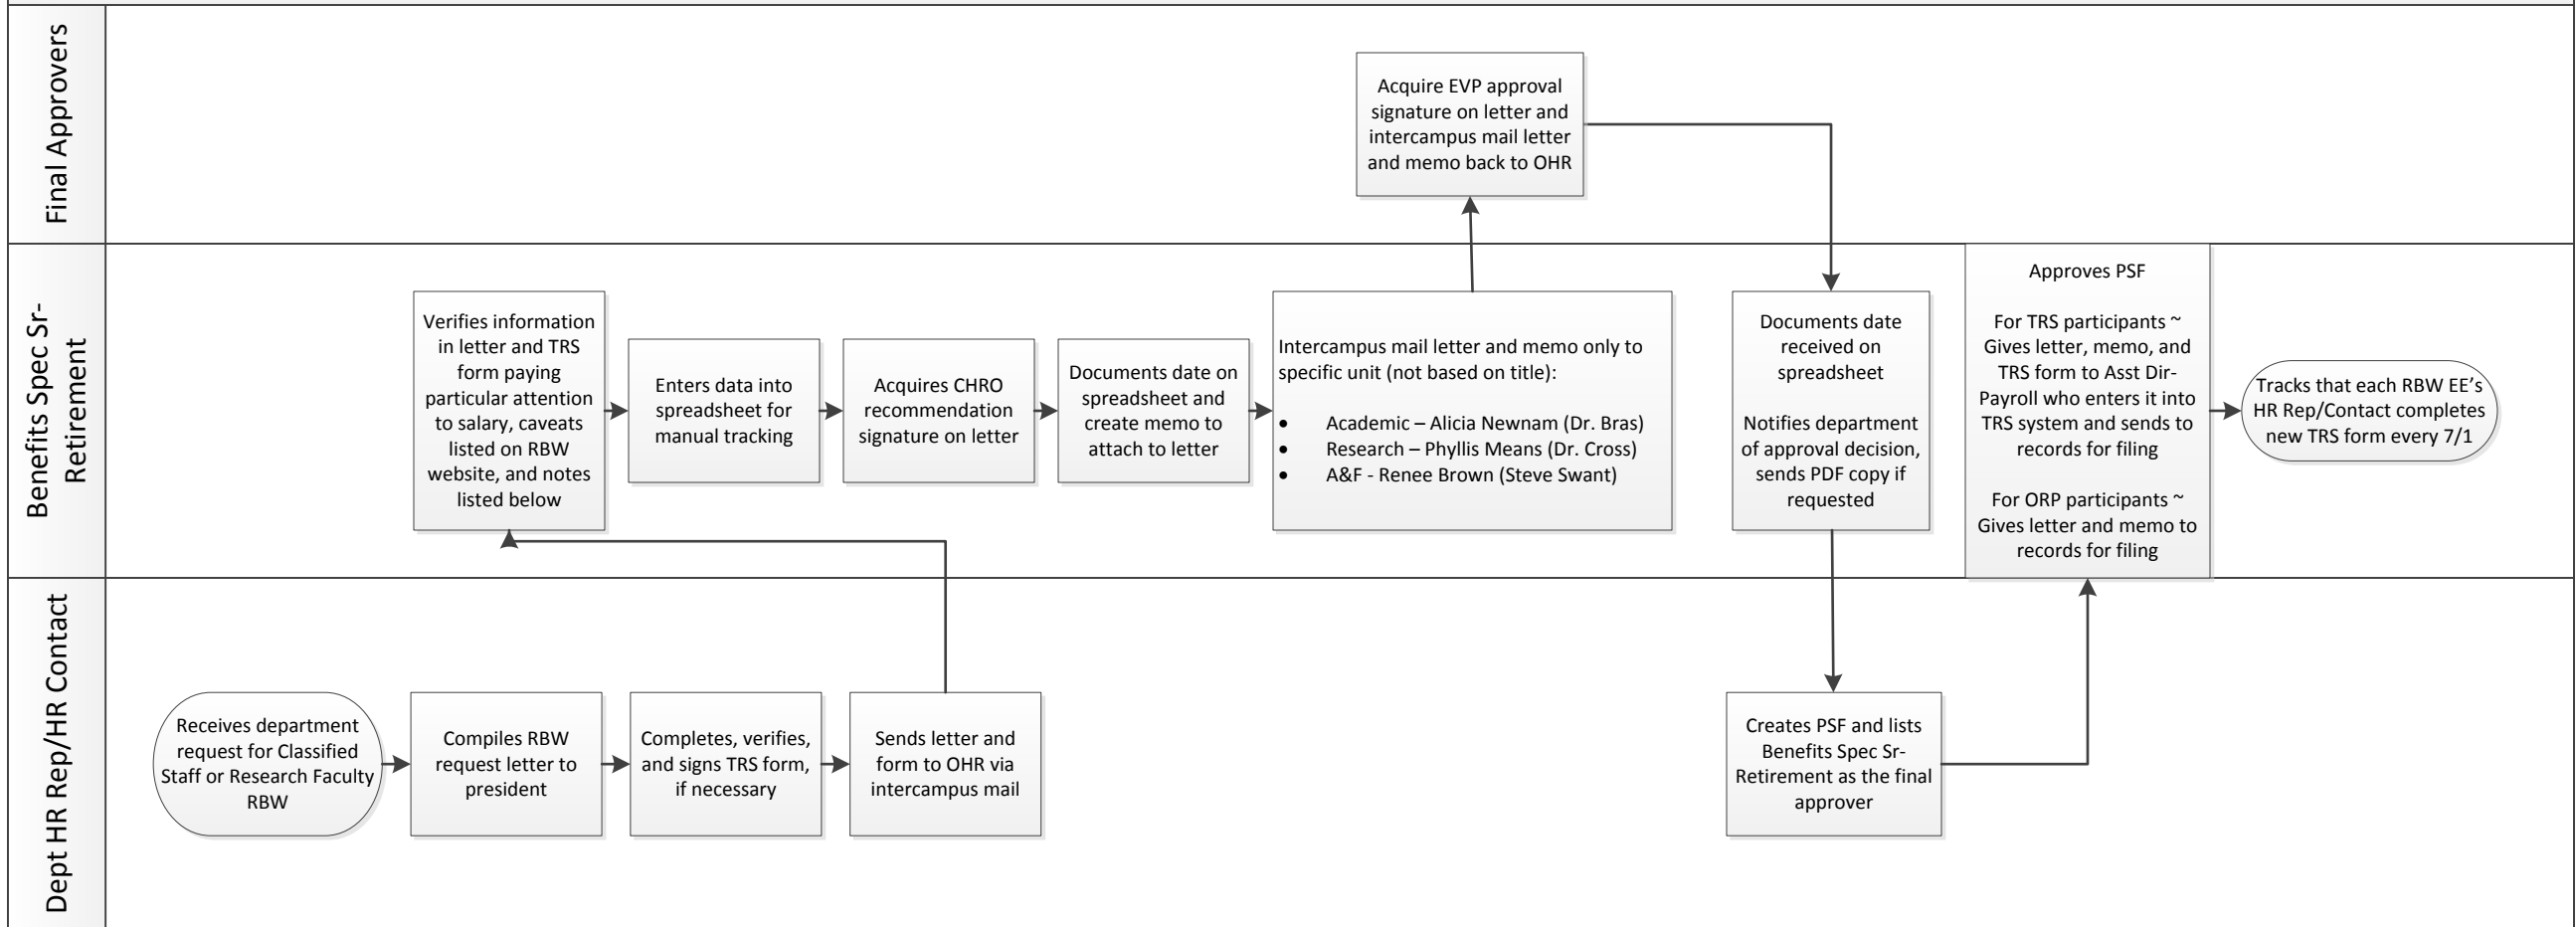 Final Approvers
Acquire EVP approval
signature on letter and
intercampus mail letter
and memo back to OHR
Benefits Spec Sr-
Retirement
Verifies information
in letter and TRS
form paying
particular attention
to salary, caveats
listed on RBW
website, and notes
listed below
Enters data into
spreadsheet for
manual tracking
Acquires CHRO
recommendation
signature on letter
Documents date on
spreadsheet and
create memo to
attach to letter
Intercampus mail letter and memo only to
specific unit (not based on title):
• Academic – Alicia Newnam (Dr. Bras)
• Research – Phyllis Means (Dr. Cross)
• A&F - Renee Brown (Steve Swant)
Documents date
received on
spreadsheet
Notifies department
of approval decision,
sends PDF copy if
requested
Approves PSF
For TRS participants ~
Gives letter, memo, and
TRS form to Asst Dir-
Payroll who enters it into
TRS system and sends to
records for filing
For ORP participants ~
Gives letter and memo to
records for filing
Tracks that each RBW EE’s
HR Rep/Contact completes
new TRS form every 7/1
Dept HR Rep/HR Contact
Receives department
request for Classified
Staff or Research Faculty
RBW
Compiles RBW
request letter to
president
Completes, verifies,
and signs TRS form,
if necessary
Sends letter and
form to OHR via
intercampus mail
Creates PSF and lists
Benefits Spec Sr-
Retirement as the final
approver